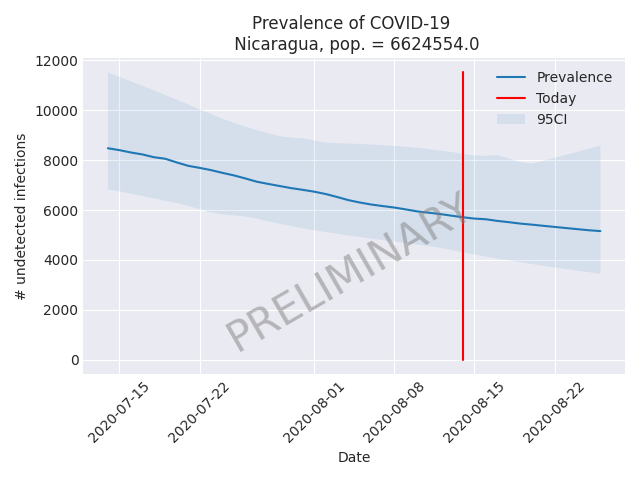 Prevalence of COVID-19
Nicaragua, pop. = 6624554.0
12000
10000
8000
6000
4000
2000
0
# undetected infections
Prevalence
Today
95CI
PRELIMINARY
2020-07-15
2020-07-22
2020-08-01
2020-08-08
2020-08-15
2020-08-22
Date